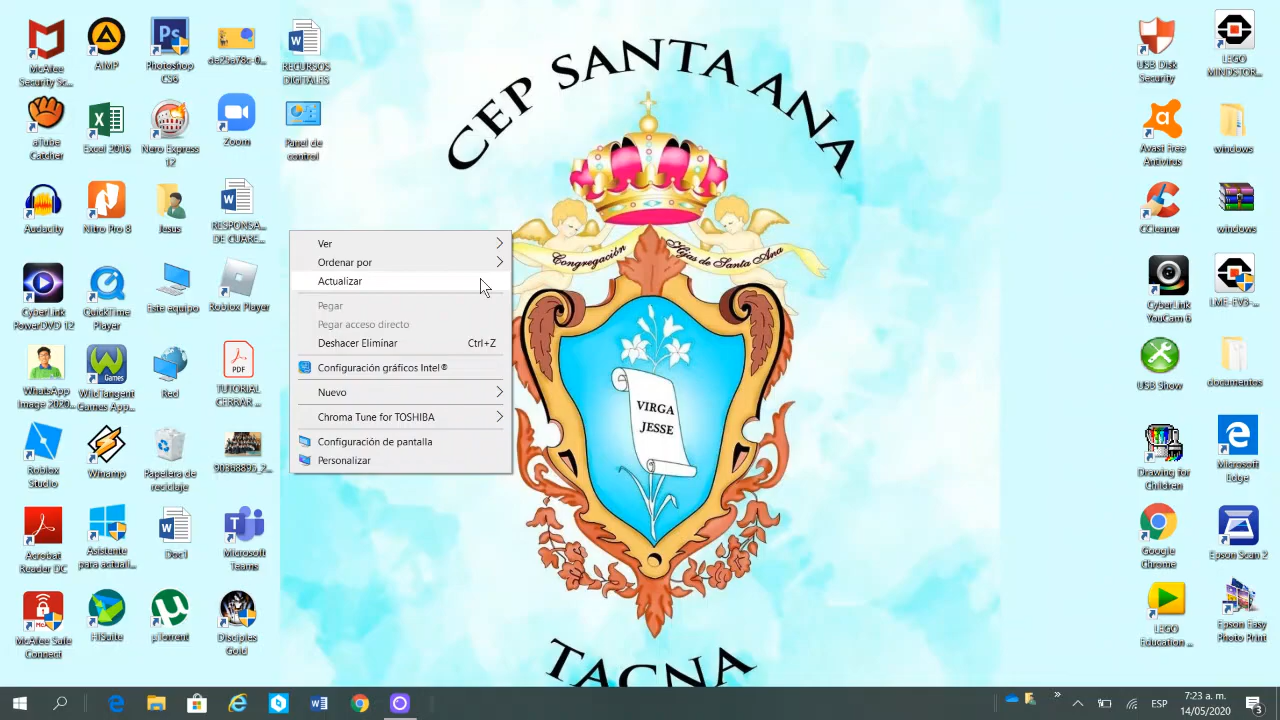 McAfee
Security Sc...
AIMP
Photoshop
CS6
de25a78c-0...
RECURSOS
DIGITALES
aTube
Catcher
Excel 2016
Nero Express
12
Zoom
Panel de
control
Audacity
Nitro Pro 8
Jesus
RESPONSA...
DE CUARE...
CyberLink
PowerDVD 12
QuickTime
Player
Este equipo
Roblox Player
WhatsApp
Image 2020...
WildTangent
Games App...
Red
PDF
TUTORIAL
CERRAR ...
Roblox
Studio
Winamp
Papelera de
reciclaje
Acrobat
Reader DC
Asistente
para actuali...
Doc1
Microsoft
Teams
McAfee Safe
Connect
HiSuite
µTorrent
Disciples
Gold
Ver
Ordenar por
Actualizar
Pegar
Pegar acceso directo
Deshacer Eliminar Ctrl+Z
Configuración gráficos Intel®
Nuevo
Chroma Tune for TOSHIBA
Configuración de pantalla
Personalizar
CEP SANTA ANA
Congregación
Hijas de Santa Ana
VIRGA
JESSE
TACNA
USB Disk
Security
LEGO
MINDSTOR...
Avast Free
Antivirus
windows
CCleaner
windows
CyberLink
YouCam 6
LME-EV3-...
USB Show
documentos
Drawing for
Children
Microsoft
Edge
Google
Chrome
Epson Scan 2
LEGO
Education ...
Epson Easy
Photo Print
ESP
7:23 a. m.
14/05/2020
3